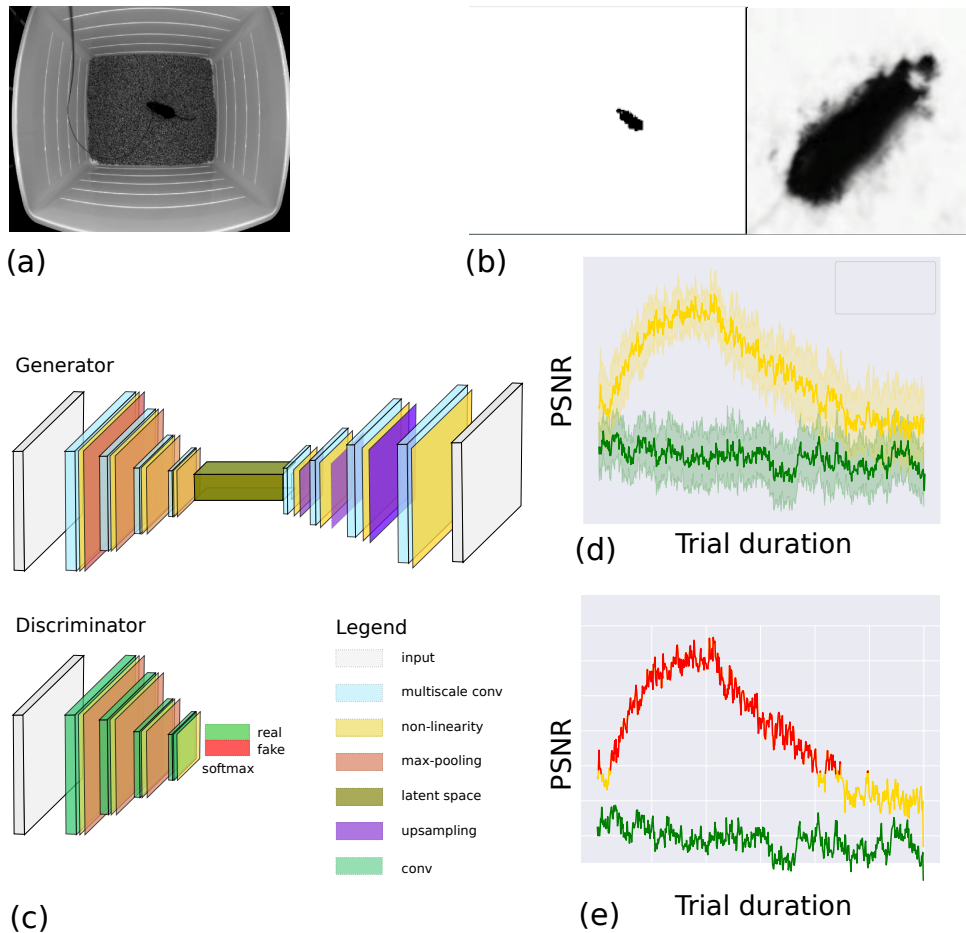 (a)
(b)
Generator
Discriminator
real
fake
softmax
Legend
input
multiscale conv
non-linearity
max-pooling
latent space
upsampling
conv
(c)
PSNR
(d)
Trial duration
PSNR
(e)
Trial duration